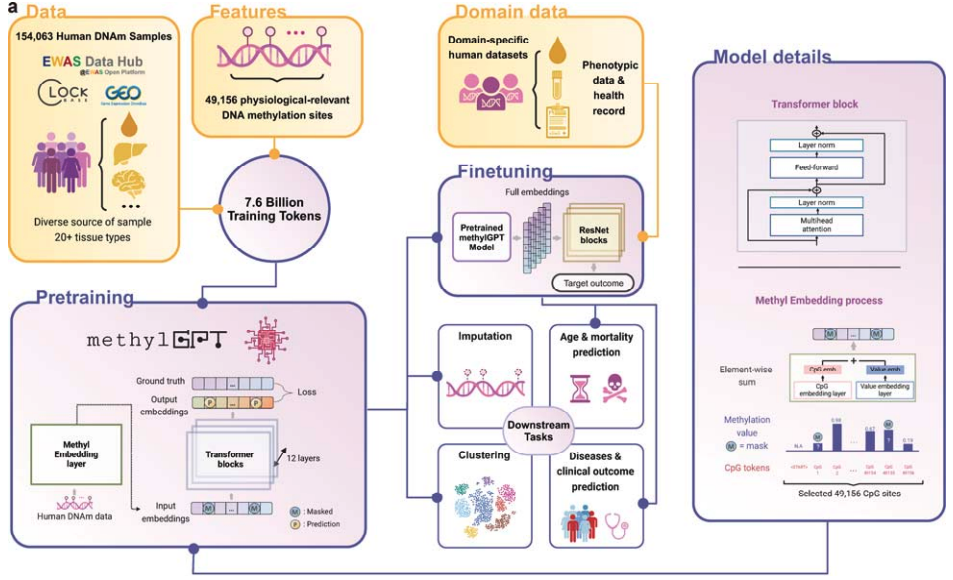 a
Data
154,063 Human DNAm Samples
EWAS Data Hub
@EWAS Open Platform
CLOCK
BASE
GEO
Gene Expression Omnibus
Diverse source of sample
20+ tissue types
Features
49,156 physiological-relevant
DNA methylation sites
7.6 Billion
Training Tokens
Domain data
Domain-specific
human datasets
Phenotypic
data &
health
record
Finetuning
Full embeddings
Pretrained
methylGPT
Model
ResNet
blocks
Target outcome
Pretraining
methylGPT
Ground truth
Loss
Output
embeddings
P
P
Methyl
Embedding
layer
Transformer
blocks
12 layers
Human DNAm data
Input
embeddings
M
M
M : Masked
P : Prediction
Imputation
Age & mortality
prediction
Downstream
Tasks
Clustering
Diseases &
clinical outcome
prediction
Model details
Transformer block
Layer norm
Feed-forward
Layer norm
Multihead
attention
Methyl Embedding process
M ... M
Element-wise
sum
+
CpG emb
Value emb
CpG
embedding layer
Value embedding
layer
Methylation
value
M = mask
N.A
M
?
...
M
?
0.19
CpG tokens
<START>
CpG
1
CpG
2
...
CpG
CpG
CpG
Selected 49,156 CpG sites